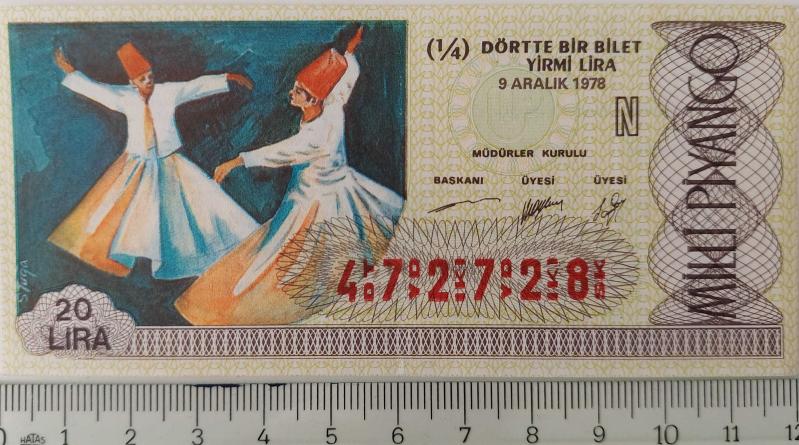 (1/4) DÖRTTE BİR BİLET
YİRMİ LİRA
9 ARALIK 1978
N
MÜDÜRLER KURULU
BAŞKANI ÜYESİ ÜYESİ
MİLLİ PİYANGO
4 7 2 7 2 8
20
LİRA
0 1 2 3 4 5 6 7 8 9 10 11 12
HATAS